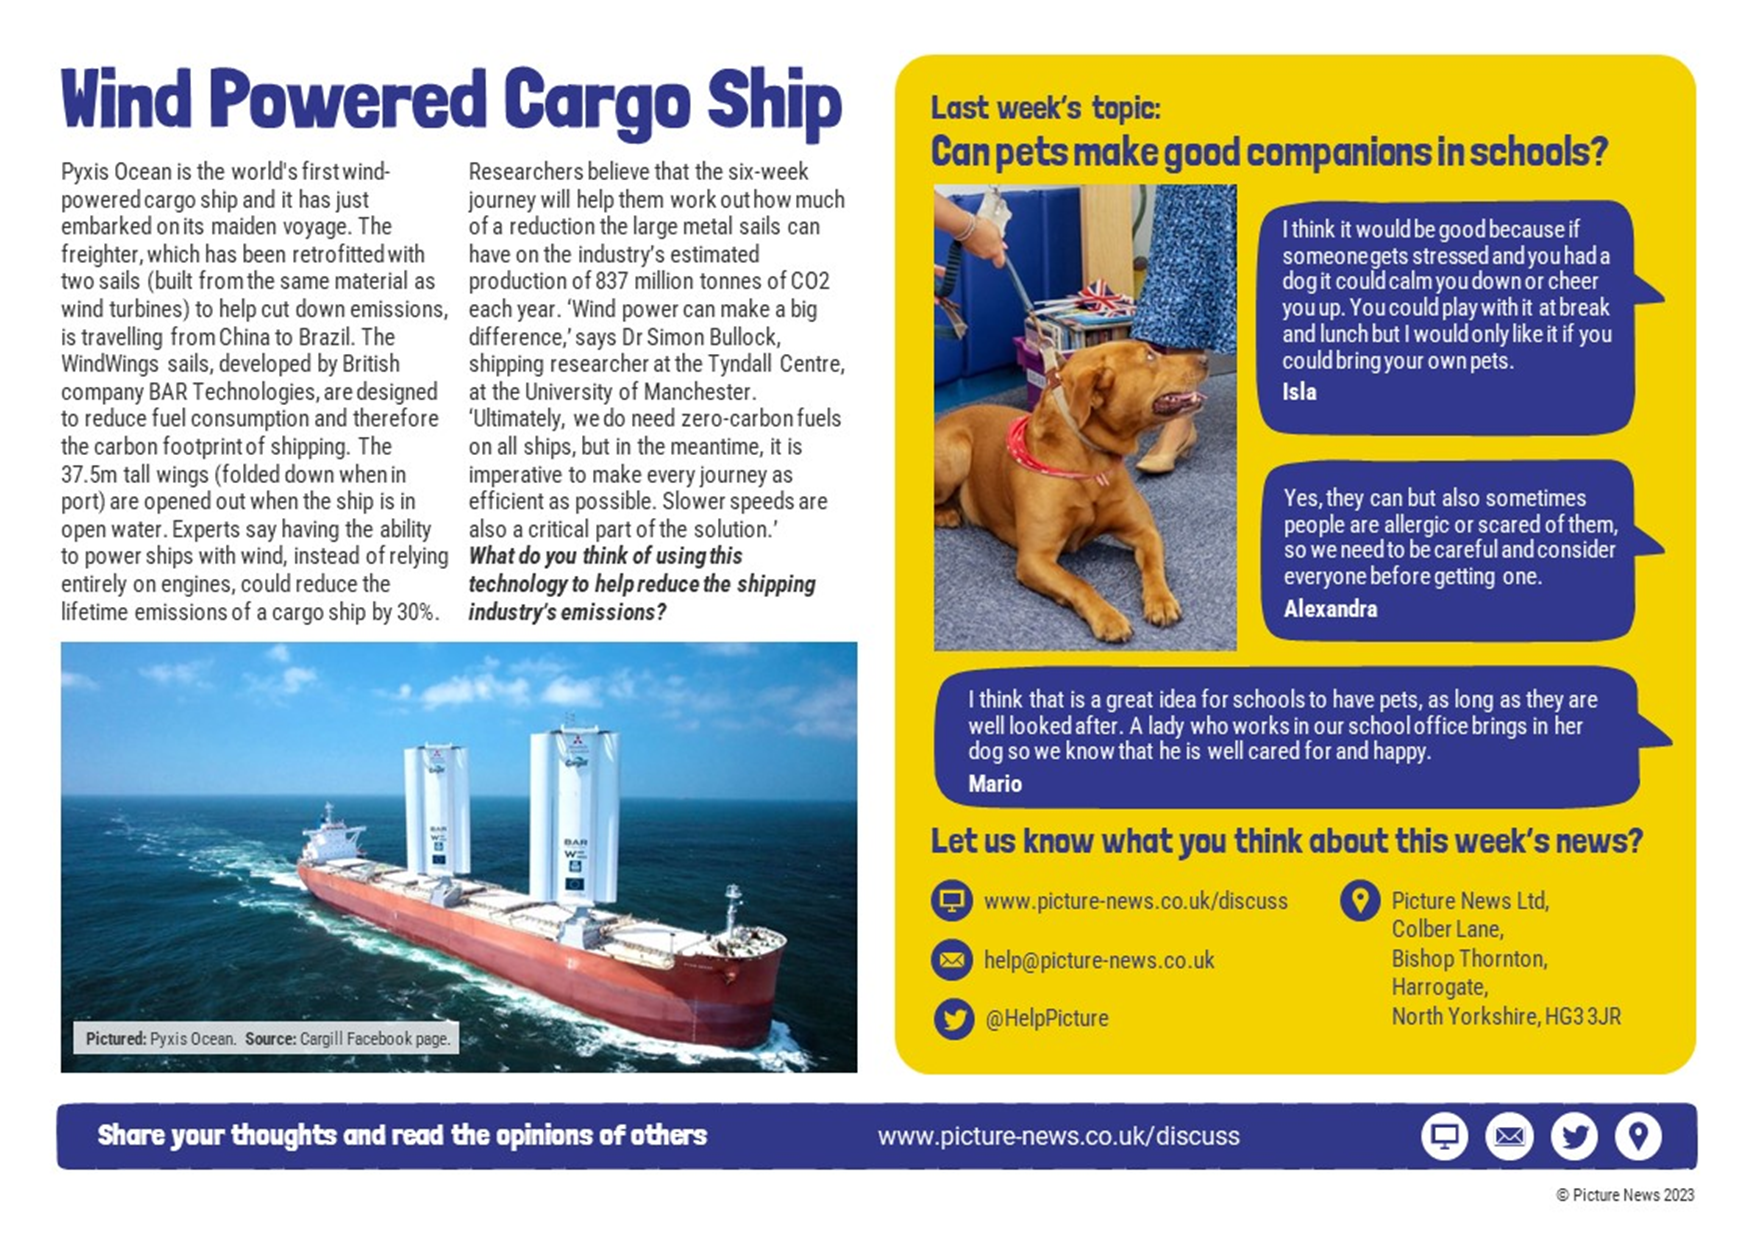 Wind Powered Cargo Ship
Pyxis Ocean is the world's first wind-
powered cargo ship and it has just
embarked on its maiden voyage. The
freighter, which has been retrofitted with
two sails (built from the same material as
wind turbines) to help cut down emissions,
is travelling from China to Brazil. The
WindWings sails, developed by British
company BAR Technologies, are designed
to reduce fuel consumption and therefore
the carbon footprint of shipping. The
37.5m tall wings (folded down when in
port) are opened out when the ship is in
open water. Experts say having the ability
to power ships with wind, instead of relying
entirely on engines, could reduce the
lifetime emissions of a cargo ship by 30%.
Researchers believe that the six-week
journey will help them work out how much
of a reduction the large metal sails can
have on the industry's estimated
production of 837 million tonnes of CO2
each year. ‘Wind power can make a big
difference,’ says Dr Simon Bullock,
shipping researcher at the Tyndall Centre,
at the University of Manchester.
‘Ultimately, we do need zero-carbon fuels
on all ships, but in the meantime, it is
imperative to make every journey as
efficient as possible. Slower speeds are
also a critical part of the solution.’
What do you think of using this
technology to help reduce the shipping
industry’s emissions?
Cargill
BAR
W
Cargill
BAR
W
Pictured: Pyxis Ocean. Source: Cargill Facebook page.
Last week’s topic:
Can pets make good companions in schools?
I think it would be good because if
someone gets stressed and you had a
dog it could calm you down or cheer
you up. You could play with it at break
and lunch but I would only like it if you
could bring your own pets.
Isla
Yes, they can but also sometimes
people are allergic or scared of them,
so we need to be careful and consider
everyone before getting one.
Alexandra
I think that is a great idea for schools to have pets, as long as they are
well looked after. A lady who works in our school office brings in her
dog so we know that he is well cared for and happy.
Mario
Let us know what you think about this week’s news?
www.picture-news.co.uk/discuss
help@picture-news.co.uk
@HelpPicture
Picture News Ltd,
Colber Lane,
Bishop Thornton,
Harrogate,
North Yorkshire, HG3 3JR
Share your thoughts and read the opinions of others
www.picture-news.co.uk/discuss
© Picture News 2023